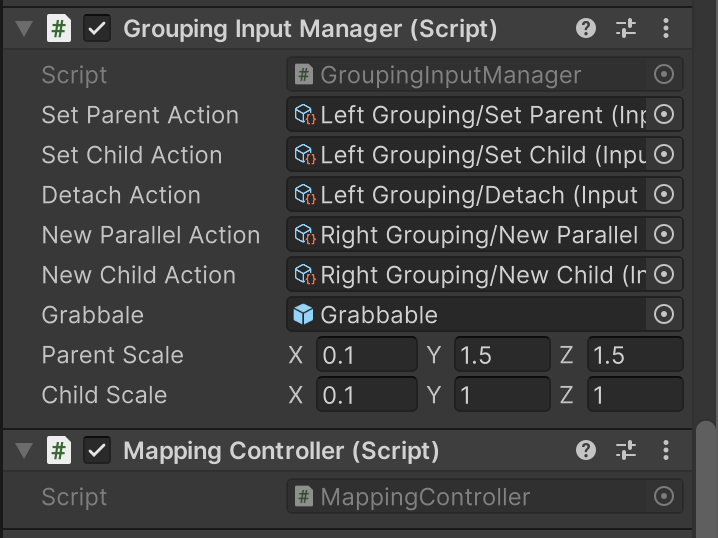 # Grouping Input Manager (Script)
Script # GroupingInputManager
Set Parent Action {} Left Grouping/Set Parent (Inp
Set Child Action {} Left Grouping/Set Child (Inpu
Detach Action {} Left Grouping/Detach (Input
New Parallel Action {} Right Grouping/New Parallel
New Child Action {} Right Grouping/New Child (In
Grabbale Grabbable
Parent Scale X 0.1 Y 1.5 Z 1.5
Child Scale X 0.1 Y 1 Z 1
# Mapping Controller (Script)
Script # MappingController